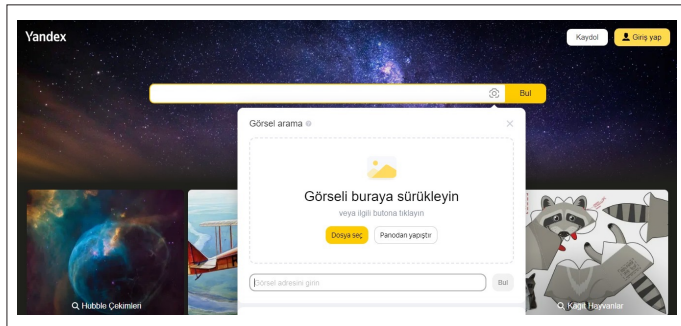 Yandex
Kaydol
Giriş yap
Bul
Görsel arama
Görseli buraya sürükleyin
veya ilgili butona tıklayın
Dosya seç
Panodan yapıştır
Görsel adresini girin
Bul
Hubble Çekimleri
Kağıt Hayvanlar